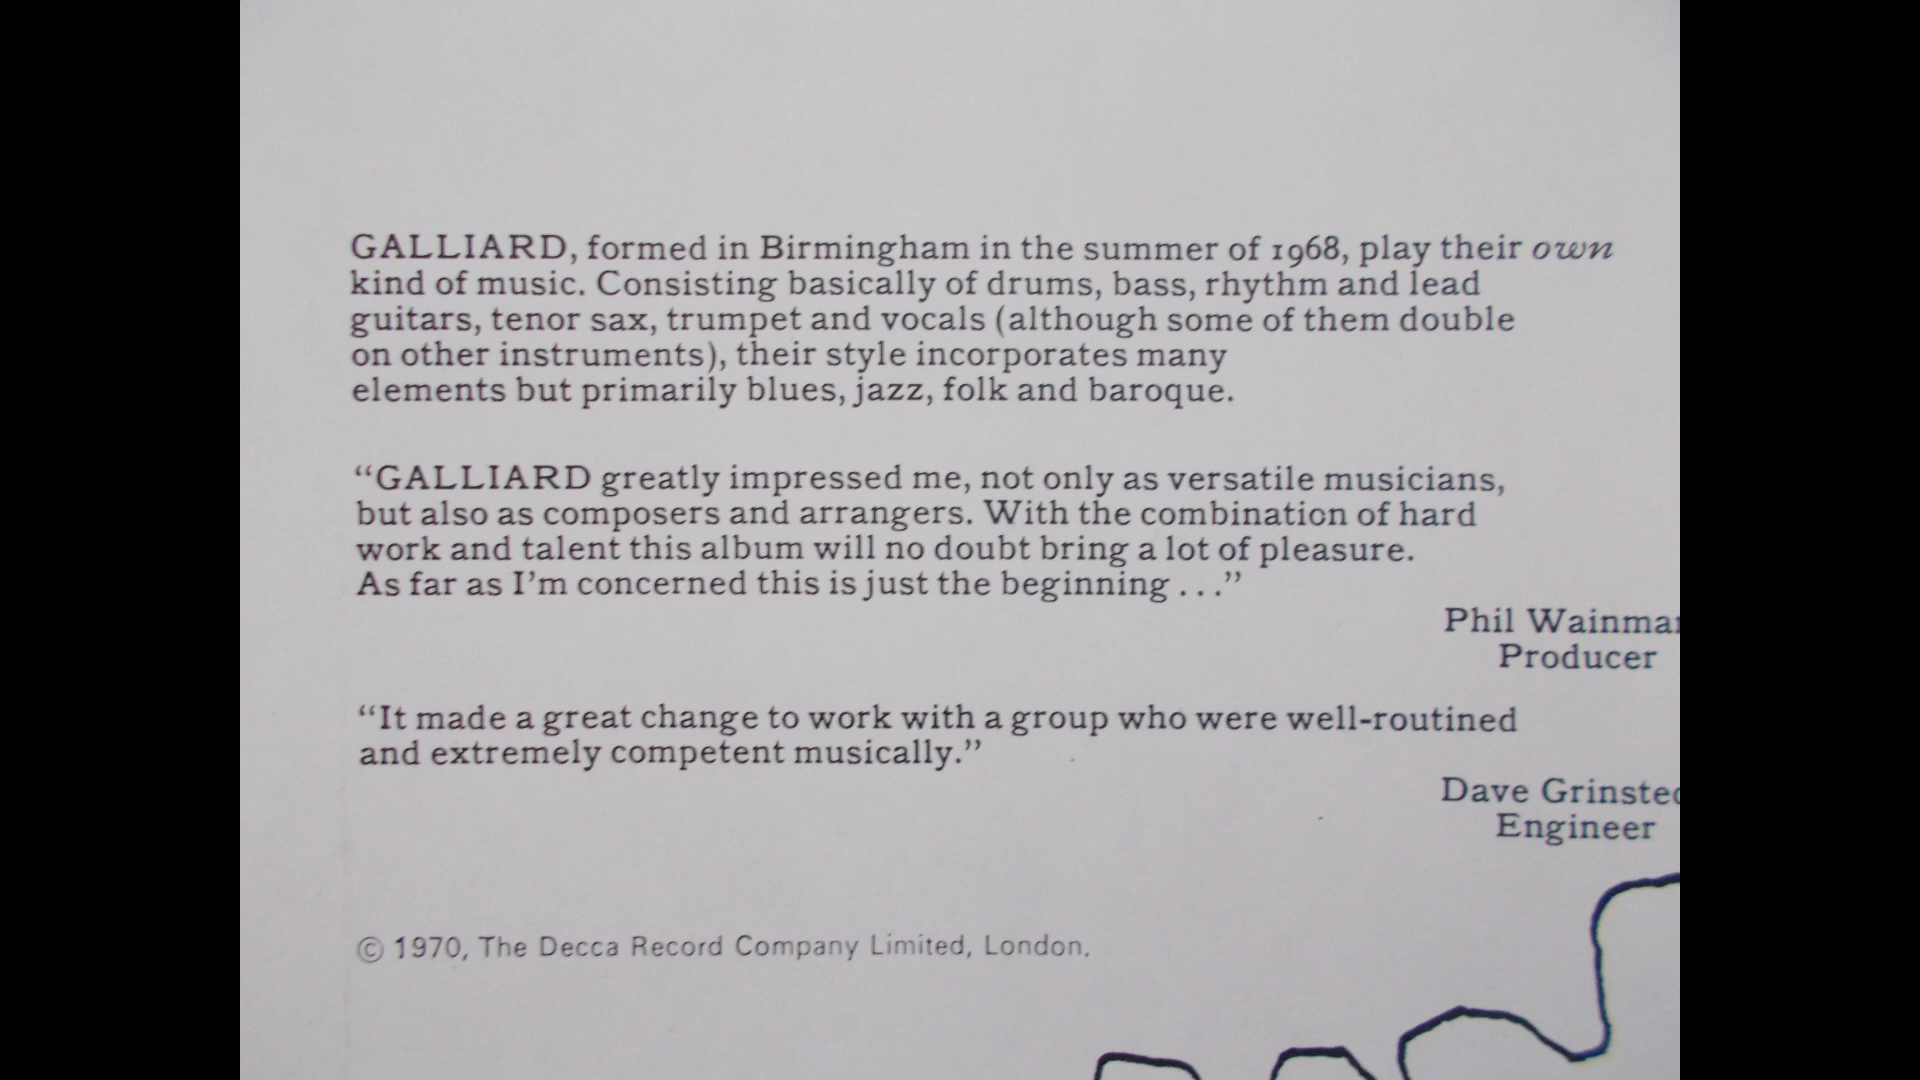 GALLIARD, formed in Birmingham in the summer of 1968, play their own
kind of music. Consisting basically of drums, bass, rhythm and lead
guitars, tenor sax, trumpet and vocals (although some of them double
on other instruments), their style incorporates many
elements but primarily blues, jazz, folk and baroque.
“GALLIARD greatly impressed me, not only as versatile musicians,
but also as composers and arrangers. With the combination of hard
work and talent this album will no doubt bring a lot of pleasure.
As far as I’m concerned this is just the beginning ...”
Phil
Producer
“It made a great change to work with a group who were well-routined
and extremely competent musically.”
Dave
Engineer
© 1970, The Decca Record Company Limited, London.